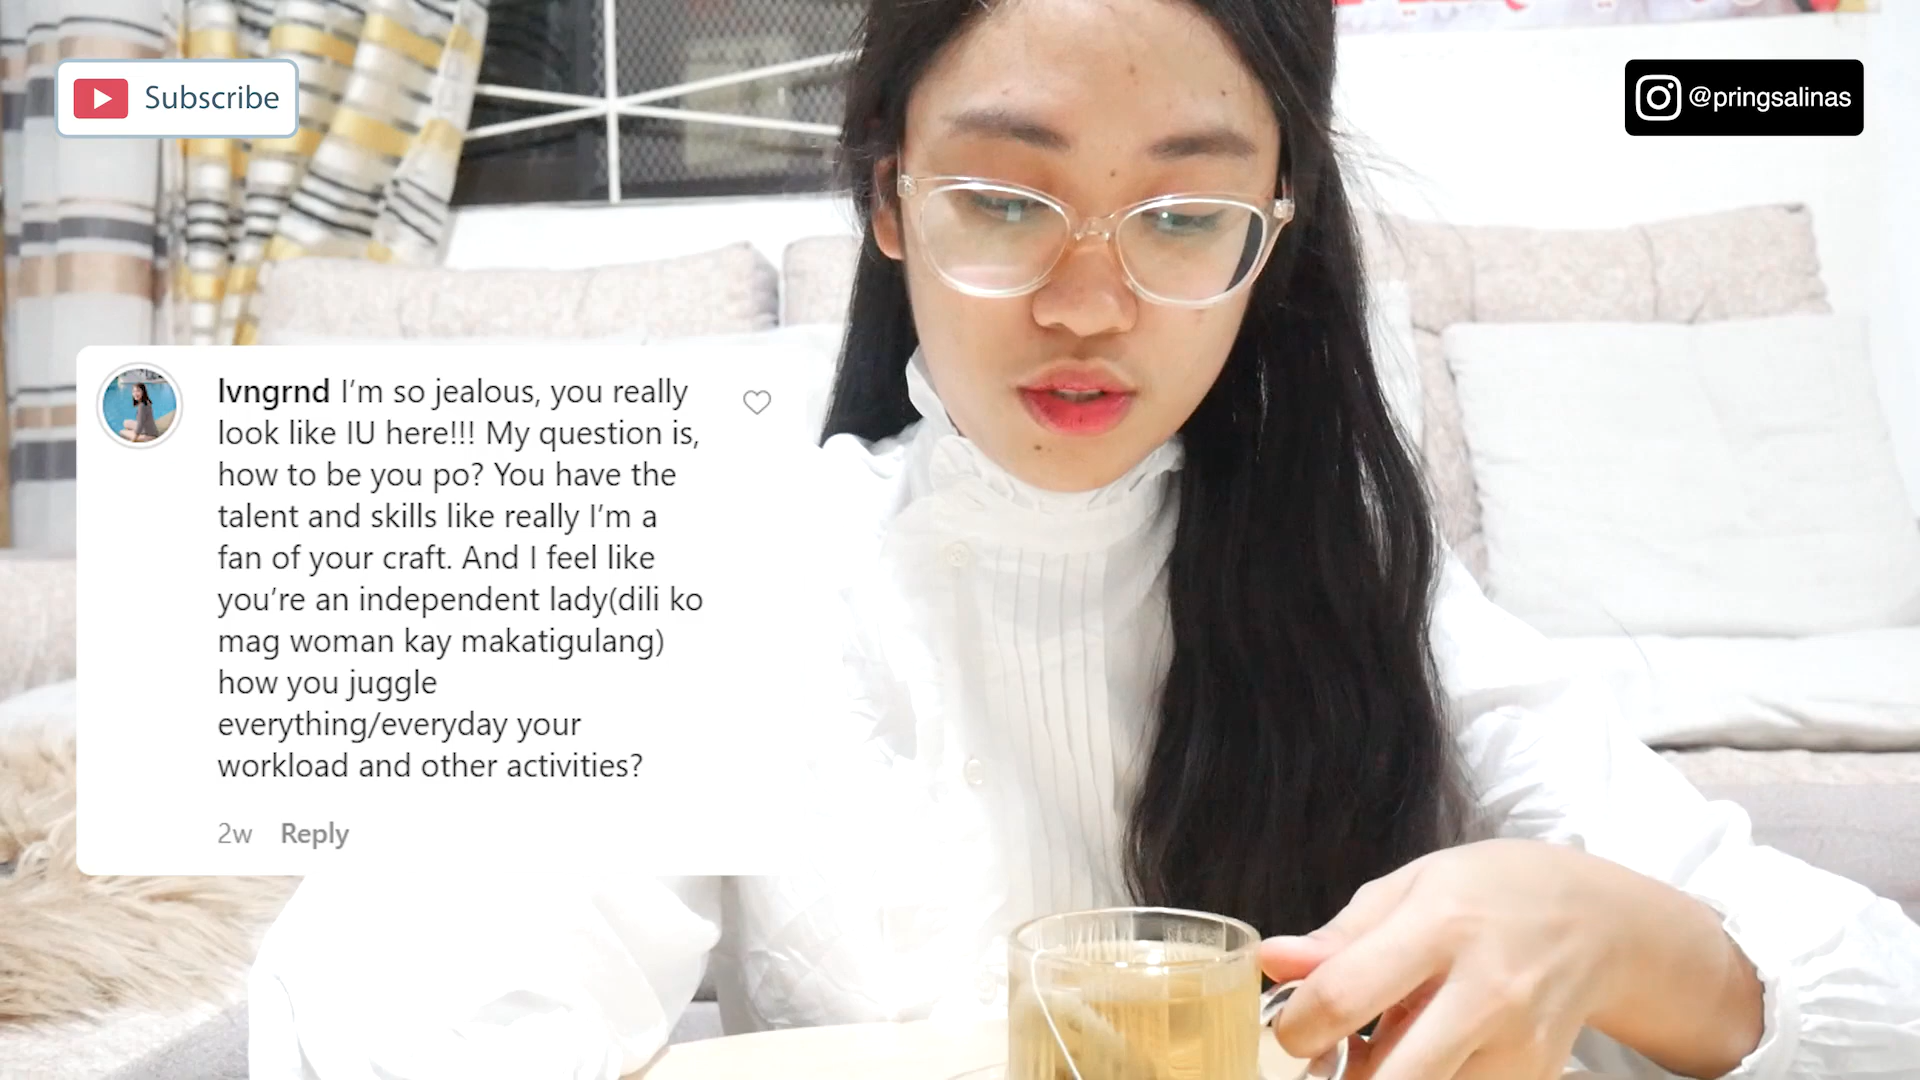 Subscribe
@pringsalinas
lvngrnd I’m so jealous, you really
look like IU here!!! My question is,
how to be you po? You have the
talent and skills like really I’m a
fan of your craft. And I feel like
you’re an independent lady(dili ko
mag woman kay makatigulang)
how you juggle
everything/everyday your
workload and other activities?
2w Reply